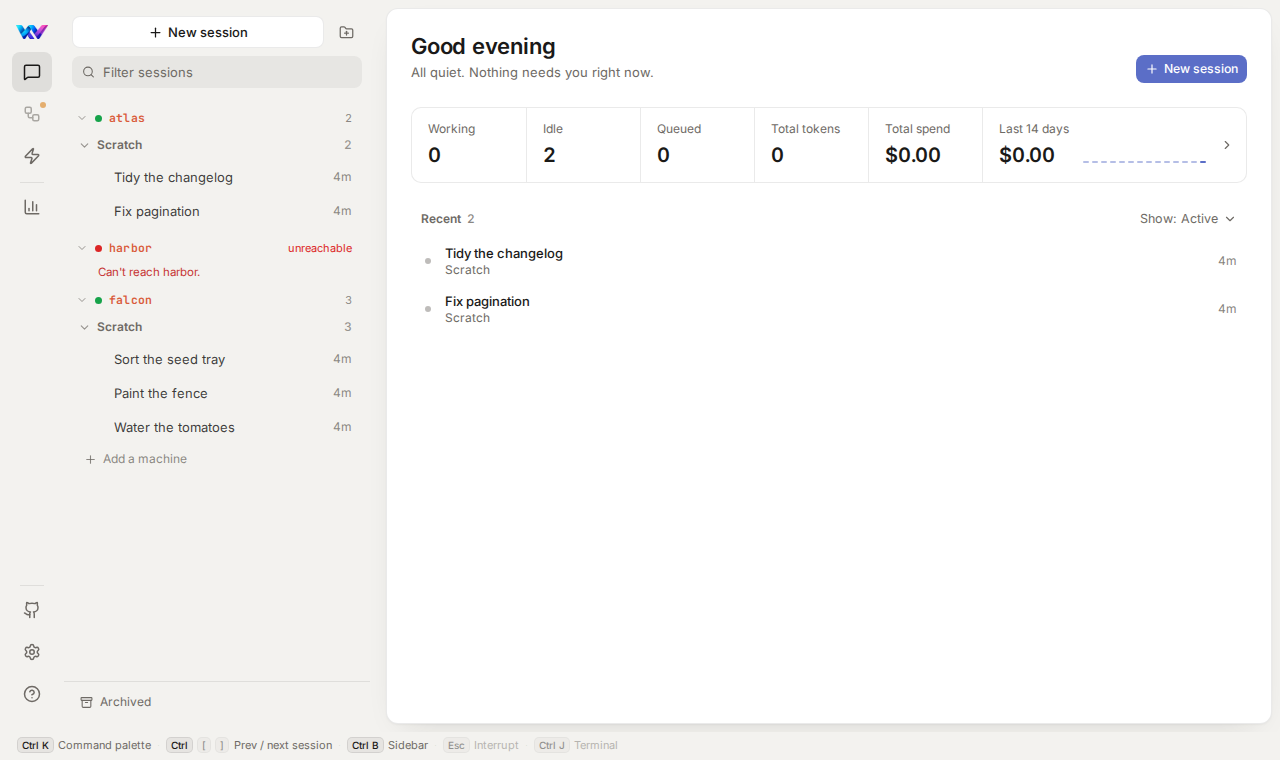 New session
Filter sessions
atlas 2
Scratch 2
Tidy the changelog 4m
Fix pagination 4m
harbor unreachable
Can't reach harbor.
falcon 3
Scratch 3
Sort the seed tray 4m
Paint the fence 4m
Water the tomatoes 4m
Add a machine
Archived
Good evening
All quiet. Nothing needs you right now.
New session
Working Idle Queued Total tokens Total spend Last 14 days
0 2 0 0 $0.00 $0.00
Recent 2 Show: Active
Tidy the changelog
Scratch 4m
Fix pagination
Scratch 4m
Ctrl K Command palette Ctrl [ ] Prev / next session Ctrl B Sidebar Esc Interrupt Ctrl J Terminal